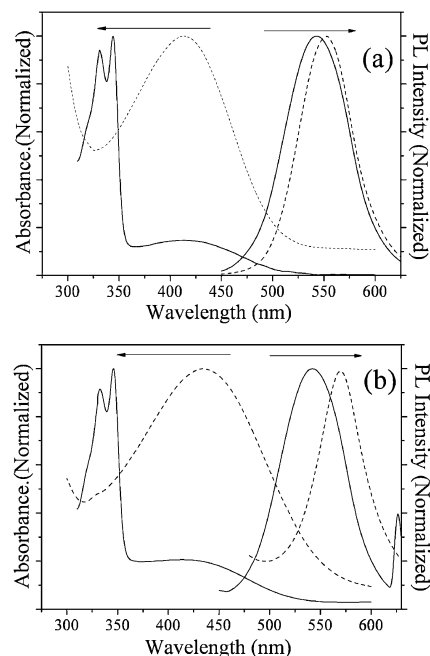 (a)
Absorbance,(Normalized)
PL Intensity (Normalized)
300 350 400 450 500 550 600
Wavelength (nm)
(b)
Absorbance,(Normalized)
PL Intensity (Normalized)
300 350 400 450 500 550 600
Wavelength (nm)